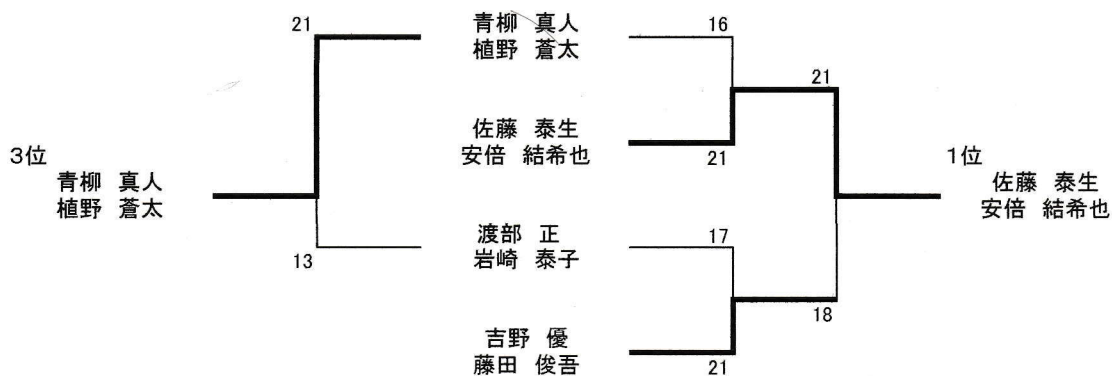 21
青柳 真人
植野 蒼太
16
21
佐藤 泰生
安倍 結希也
21
3位
青柳 真人
植野 蒼太
1位
佐藤 泰生
安倍 結希也
渡部 正
岩崎 泰子
17
13
18
吉野 優
藤田 俊吾
21